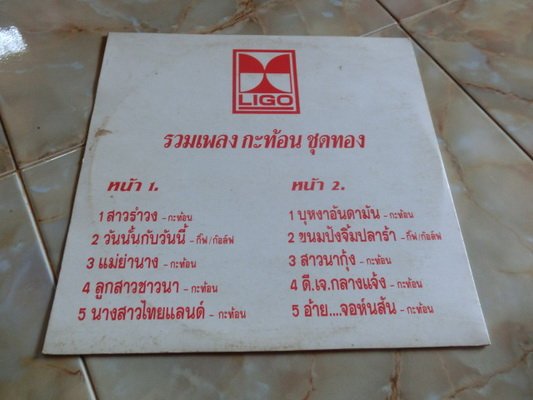 LIGO
รวมเพลง กะท้อน ชุดทอง
หน้า 1.
1 สาวรำวง – กะท้อน
2 วันนั้นกับวันนี้ – กิ๊ฟ/ก๊อล์ฟ
3 แม่ย่านาง – กะท้อน
4 ลูกสาวชาวนา – กะท้อน
5 นางสาวไทยแลนด์ – กะท้อน
หน้า 2.
1 บุหงาอันดามัน – กะท้อน
2 ขนมปังจิ้มปลาร้า – กิ๊ฟ/ก๊อล์ฟ
3 สาวนากุ้ง – กะท้อน
4 ดี.เจ.กลางแจ้ง – กะท้อน
5 อ้าย....จอห์นสัน – กะท้อน